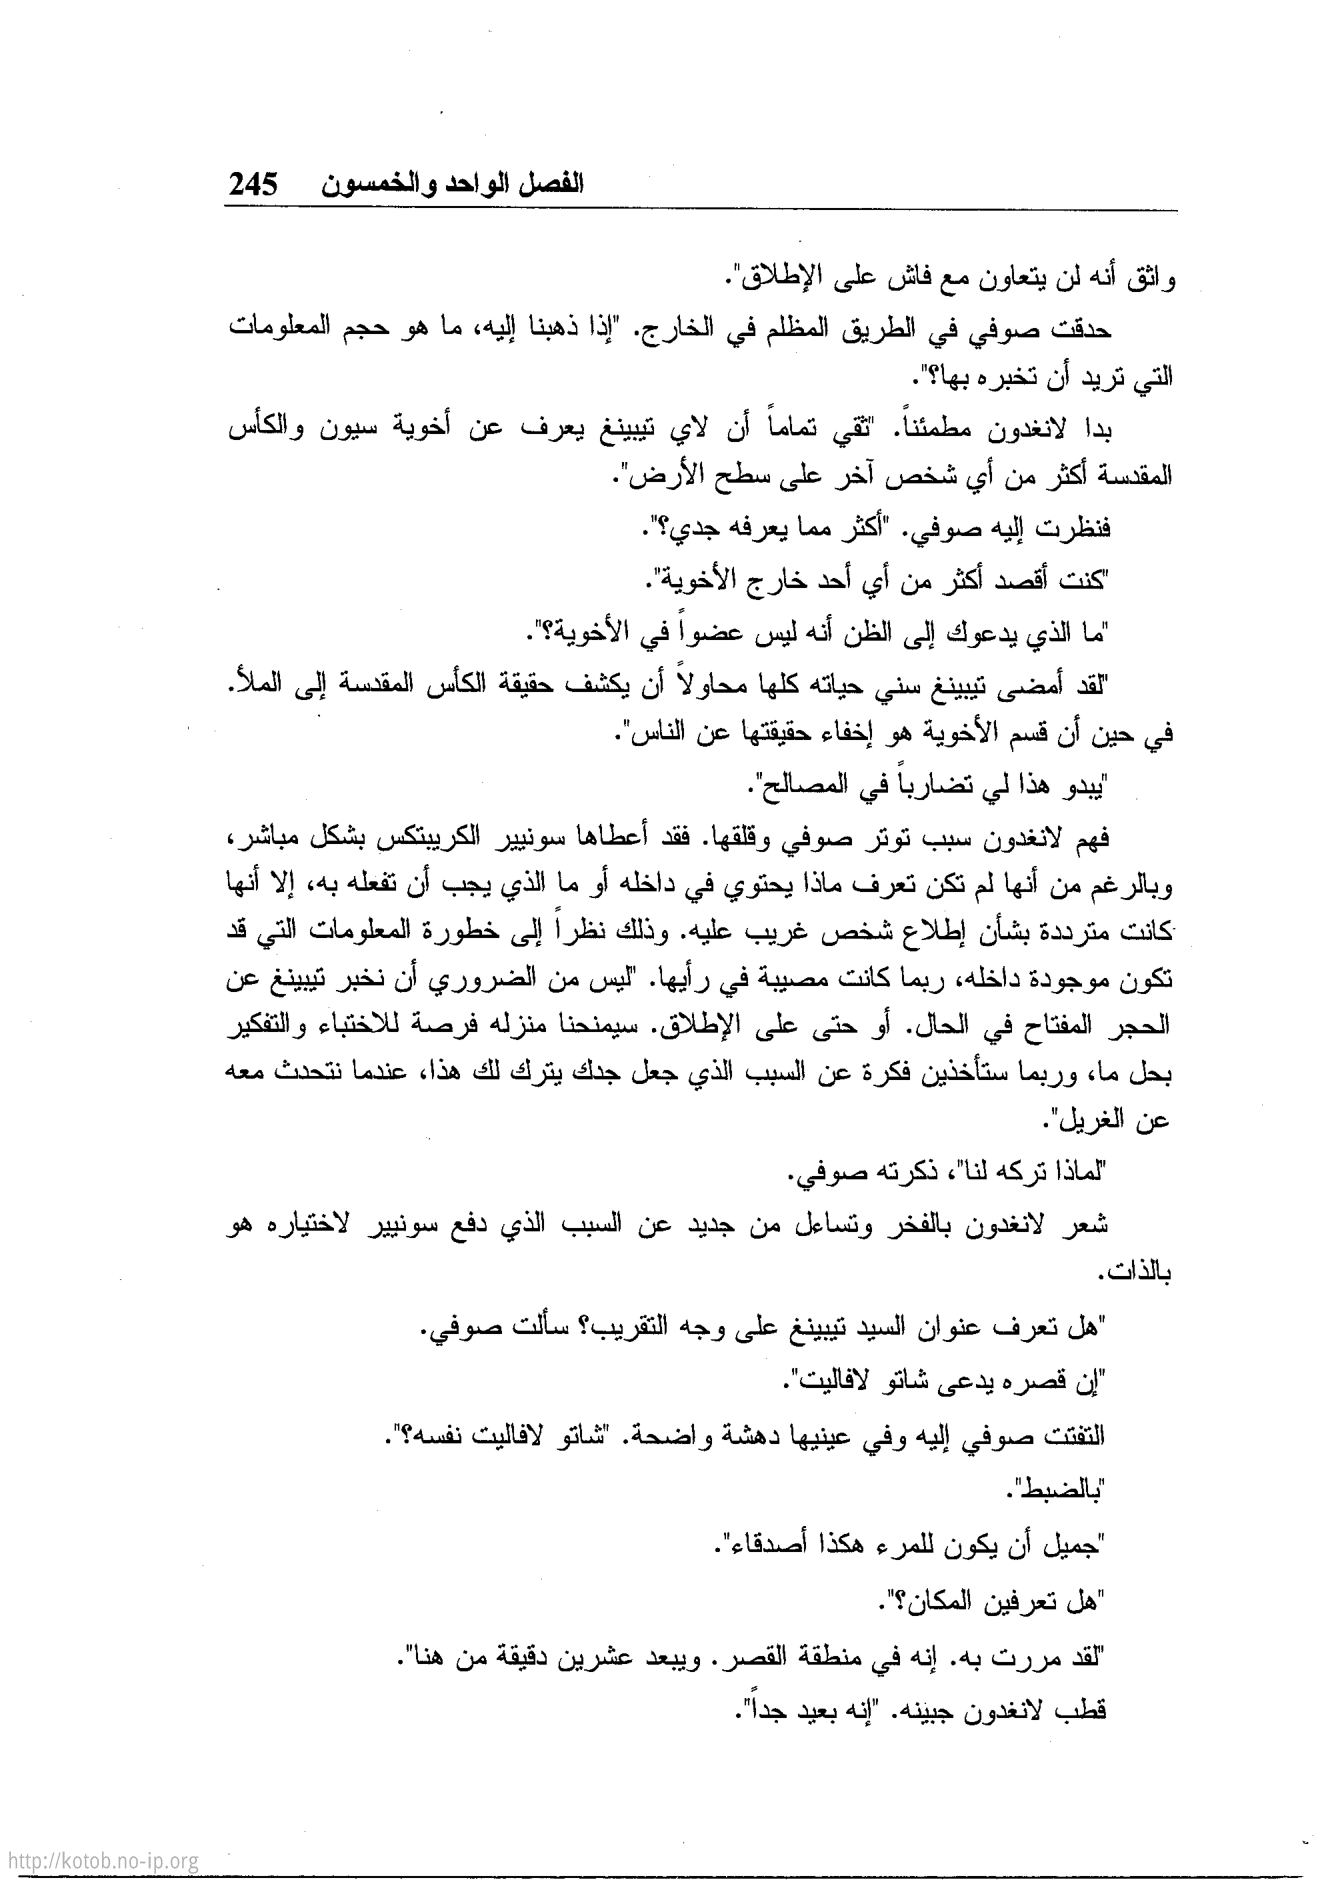 الفصل الواحد والخمسون 245
واثق أنه لن يتعاون مع فاش على الإطلاق".
حدقت صوفي في الطريق المظلم في الخارج. "إذا ذهبنا إليه، ما هو حجم المعلومات
التي تريد أن تخبره بها؟".
بدا لانغدون مطمئناً. "ثقي تماماً أن لاي تيبينغ يعرف عن أخوية سيون والكأس
المقدسة أكثر من أي شخص آخر على سطح الأرض".
فنظرت إليه صوفي. "أكثر مما يعرفه جدي؟".
"كنت أقصد أكثر من أي أحد خارج الأخوية".
"ما الذي يدعوك إلى الظن أنه ليس عضواً في الأخوية؟".
"لقد أمضى تيبينغ سني حياته كلها محاولاً أن يكشف حقيقة الكأس المقدسة إلى الملأ.
في حين أن قسم الأخوية هو إخفاء حقيقتها عن الناس".
"يبدو هذا لي تضارباً في المصالح".
فهم لانغدون سبب توتر صوفي وقلقها. فقد أعطاها سونيير الكريبتكس بشكل مباشر،
وبالرغم من أنها لم تكن تعرف ماذا يحتوي في داخله أو ما الذي يجب أن تفعله به، إلا أنها
كانت مترددة بشأن إطلاع شخص غريب عليه. وذلك نظراً إلى خطورة المعلومات التي قد
تكون موجودة داخله، ربما كانت مصيبة في رأيها. "ليس من الضروري أن نخبر تيبينغ عن
الحجر المفتاح في الحال. أو حتى على الإطلاق. سيمنحنا منزله فرصة للاختباء والتفكير
بحل ما، وربما ستأخذين فكرة عن السبب الذي جعل جدك يترك لك هذا، عندما نتحدث معه
عن الغريل".
"لماذا تركه لنا"، ذكرته صوفي.
شعر لانغدون بالفخر وتساءل من جديد عن السبب الذي دفع سونيير لاختياره هو
بالذات.
"هل تعرف عنوان السيد تيبينغ على وجه التقريب؟ سألت صوفي.
"إن قصره يدعى شاتو لافاليت".
التفتت صوفي إليه وفي عينيها دهشة واضحة. "شاتو لافاليت نفسه؟".
"بالضبط".
"جميل أن يكون للمرء هكذا أصدقاء".
"هل تعرفين المكان؟".
"لقد مررت به. إنه في منطقة القصر. ويبعد عشرين دقيقة من هنا".
قطب لانغدون جبينه. "إنه بعيد جداً".
http://kotob.no-ip.org